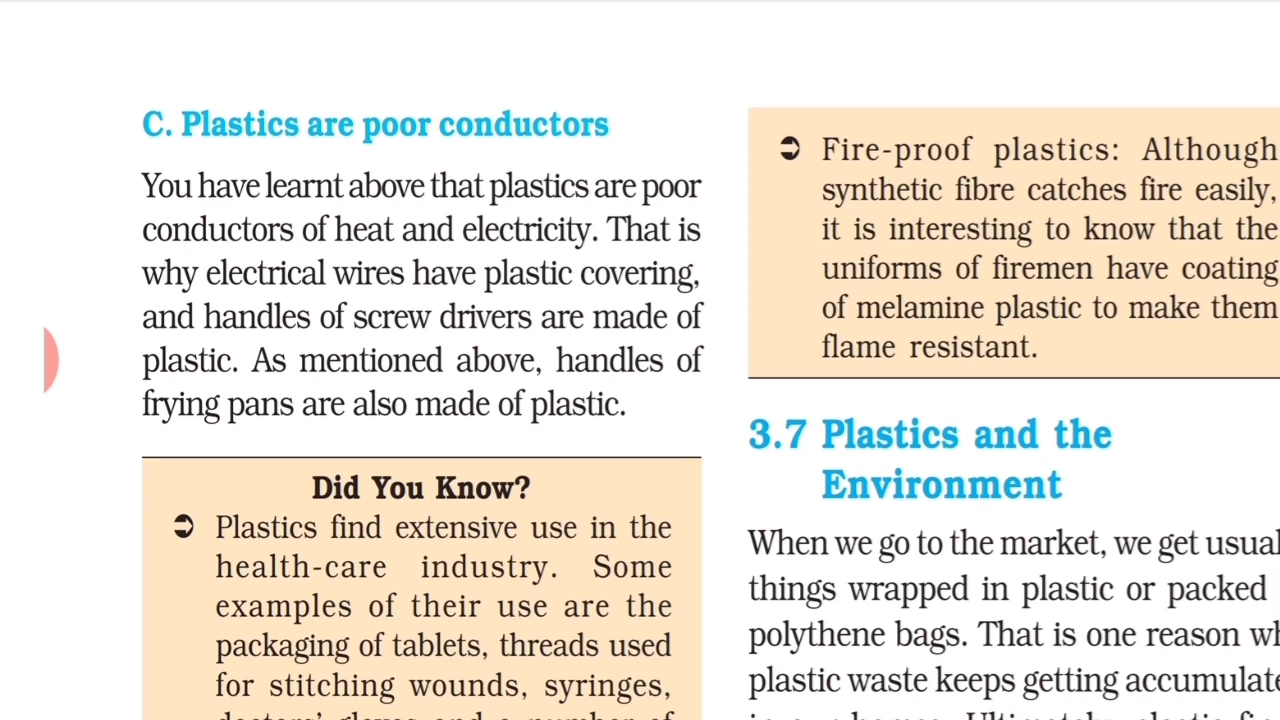 C. Plastics are poor conductors
You have learnt above that plastics are poor
conductors of heat and electricity. That is
why electrical wires have plastic covering,
and handles of screw drivers are made of
plastic. As mentioned above, handles of
frying pans are also made of plastic.
Did You Know?
➲ Plastics find extensive use in the
health-care industry. Some
examples of their use are the
packaging of tablets, threads used
for stitching wounds, syringes,
➲ Fire-proof plastics: Although
synthetic fibre catches fire easily,
it is interesting to know that the
uniforms of firemen have coating
of melamine plastic to make them
flame resistant.
3.7 Plastics and the
Environment
When we go to the market, we get
things wrapped in plastic or packed
polythene bags. That is one reason
plastic waste keeps getting